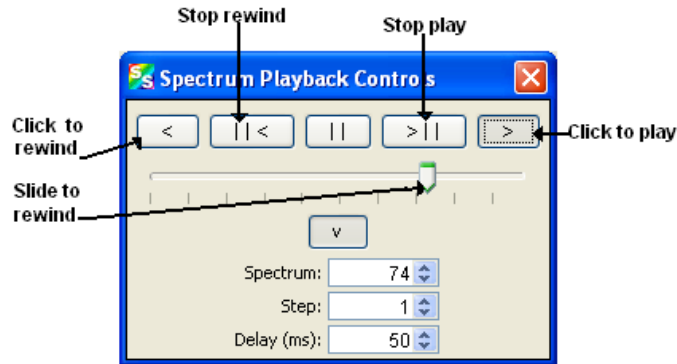 Stop rewind
Stop play
SS Spectrum Playback Controls
Click to rewind
< ||< || >|| >
Click to play
Slide to rewind
v
Spectrum: 74
Step: 1
Delay (ms): 50